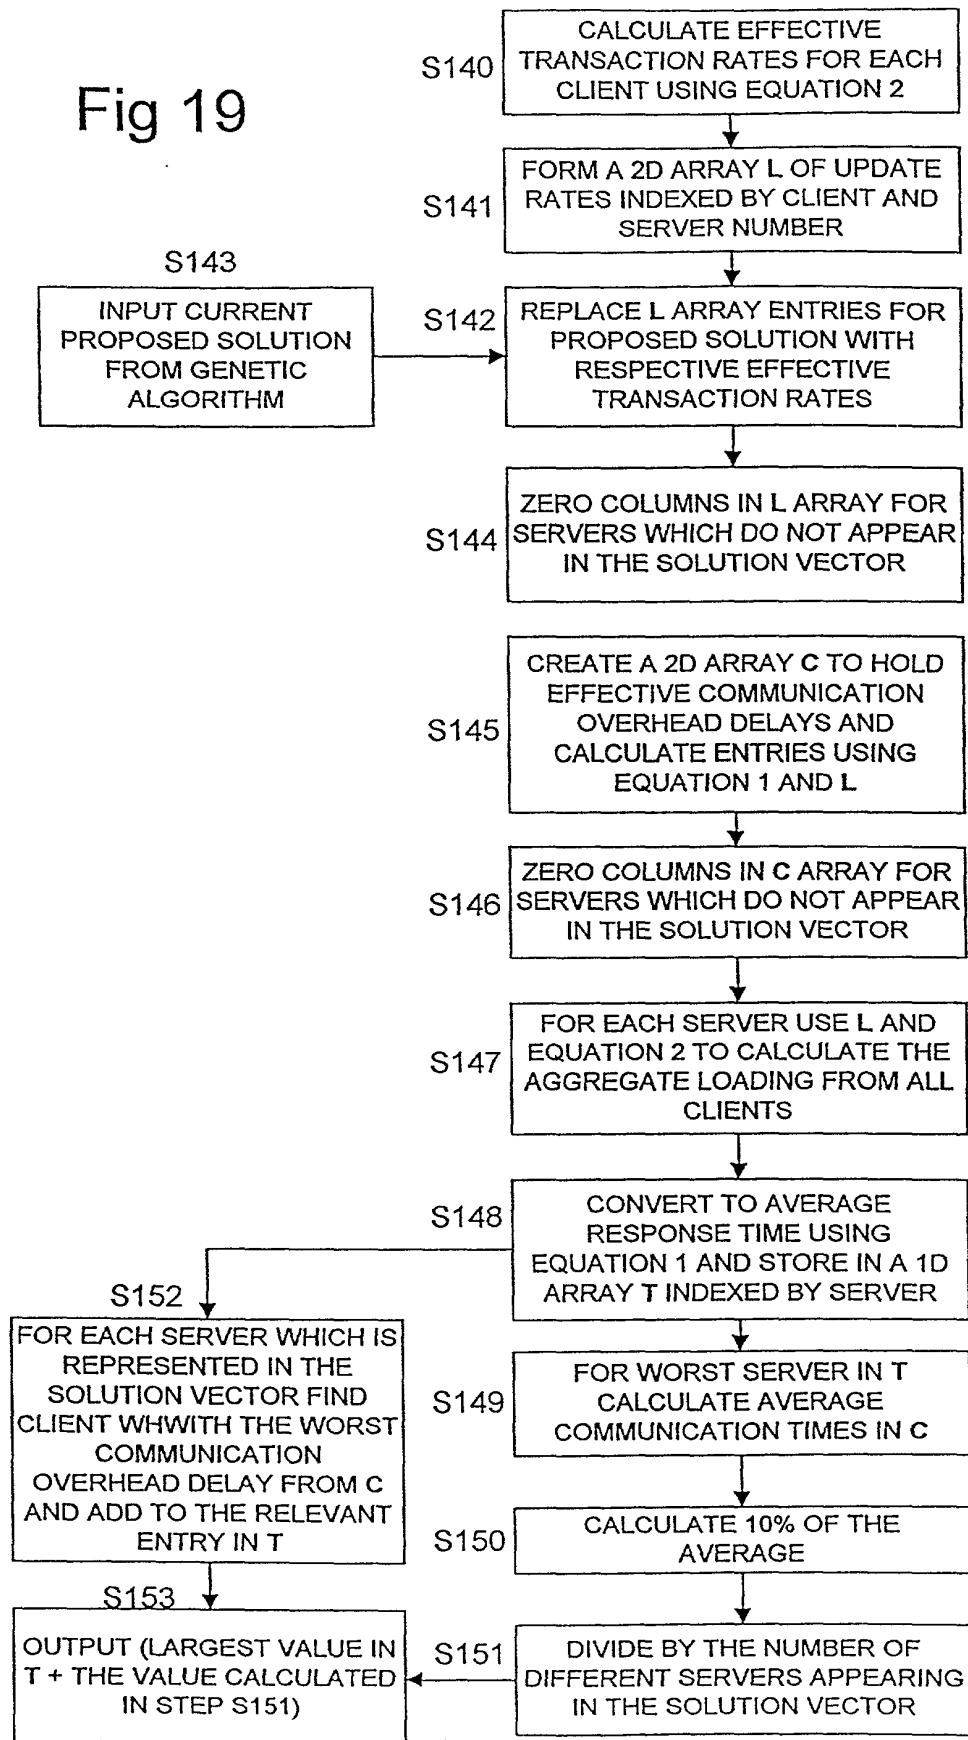 Fig 19
S140
CALCULATE EFFECTIVE
TRANSACTION RATES FOR EACH
CLIENT USING EQUATION 2
S141
FORM A 2D ARRAY L OF UPDATE
RATES INDEXED BY CLIENT AND
SERVER NUMBER
S143
INPUT CURRENT
PROPOSED SOLUTION
FROM GENETIC
ALGORITHM
S142
REPLACE L ARRAY ENTRIES FOR
PROPOSED SOLUTION WITH
RESPECTIVE EFFECTIVE
TRANSACTION RATES
S144
ZERO COLUMNS IN L ARRAY FOR
SERVERS WHICH DO NOT APPEAR
IN THE SOLUTION VECTOR
S145
CREATE A 2D ARRAY C TO HOLD
EFFECTIVE COMMUNICATION
OVERHEAD DELAYS AND
CALCULATE ENTRIES USING
EQUATION 1 AND L
S146
ZERO COLUMNS IN C ARRAY FOR
SERVERS WHICH DO NOT APPEAR
IN THE SOLUTION VECTOR
S147
FOR EACH SERVER USE L AND
EQUATION 2 TO CALCULATE THE
AGGREGATE LOADING FROM ALL
CLIENTS
S148
CONVERT TO AVERAGE
RESPONSE TIME USING
EQUATION 1 AND STORE IN A 1D
ARRAY T INDEXED BY SERVER
S152
FOR EACH SERVER WHICH IS
REPRESENTED IN THE
SOLUTION VECTOR FIND
CLIENT WHWITH THE WORST
COMMUNICATION
OVERHEAD DELAY FROM C
AND ADD TO THE RELEVANT
ENTRY IN T
S149
FOR WORST SERVER IN T
CALCULATE AVERAGE
COMMUNICATION TIMES IN C
S150
CALCULATE 10% OF THE
AVERAGE
S153
OUTPUT (LARGEST VALUE IN
T + THE VALUE CALCULATED
IN STEP S151)
S151
DIVIDE BY THE NUMBER OF
DIFFERENT SERVERS APPEARING
IN THE SOLUTION VECTOR